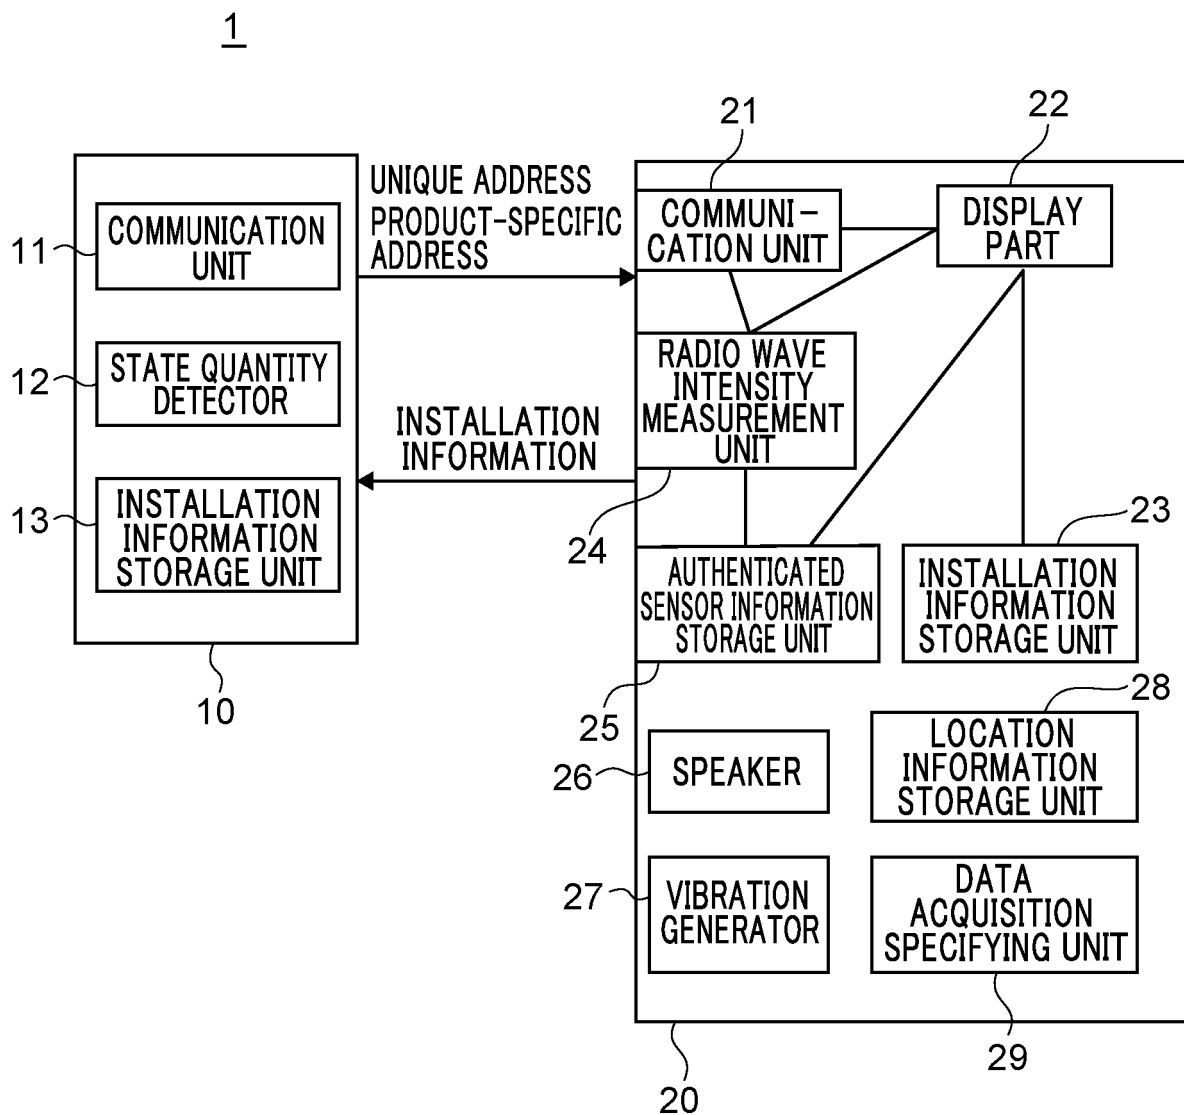 1
10
11
COMMUNICATION
UNIT
12
STATE QUANTITY
DETECTOR
13
INSTALLATION
INFORMATION
STORAGE UNIT
UNIQUE ADDRESS
PRODUCT-SPECIFIC
ADDRESS
INSTALLATION
INFORMATION
20
21
COMMUNI-
CATION UNIT
22
DISPLAY
PART
24
RADIO WAVE
INTENSITY
MEASUREMENT
UNIT
25
AUTHENTICATED
SENSOR INFORMATION
STORAGE UNIT
23
INSTALLATION
INFORMATION
STORAGE UNIT
26
SPEAKER
28
LOCATION
INFORMATION
STORAGE UNIT
27
VIBRATION
GENERATOR
29
DATA
ACQUISITION
SPECIFYING UNIT